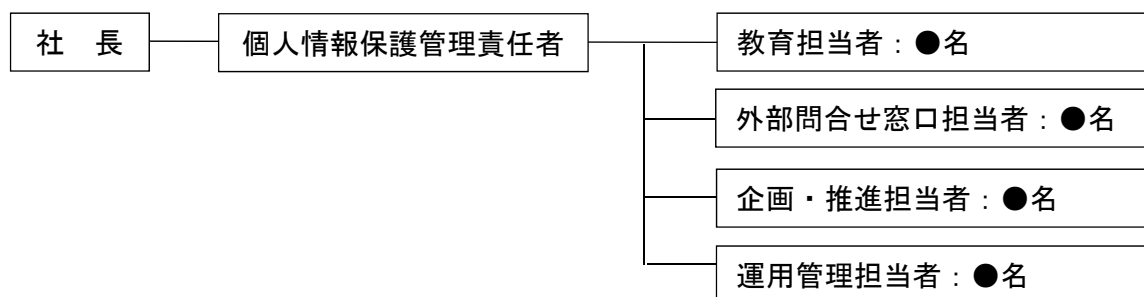 社　長
個人情報保護管理責任者
教育担当者：●名
外部問合せ窓口担当者：●名
企画・推進担当者：●名
運用管理担当者：●名